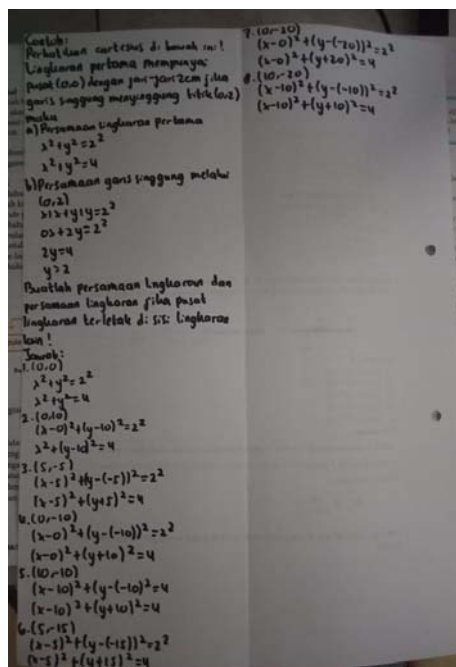 Contoh:
Perhatikan cartesius di bawah ini!
Lingkaran pertama mempunyai
pusat (0,0) dengan jari-jari 2cm jika
garis singgung menyinggung titik (0,2)
maka
a) Persamaan lingkaran pertama
x²+y²=2²
x²+y²=4
b) Persamaan garis singgung melalui
(0,2)
x1x+y1y=2²
0x+2y=2²
2y=4
y=2
Buatlah persamaan lingkaran dan
persamaan lingkaran jika pusat
lingkaran terletak di sisi lingkaran
lain!
Jawab:
1. (0,0)
x²+y²=2²
x²+y²=4
2. (0,10)
(x-0)²+(y-10)²=2²
x²+(y-10)²=4
3. (5,-5)
(x-5)²+(y-(-5))²=2²
(x-5)²+(y+5)²=4
4. (0,-10)
(x-0)²+(y-(-10))²=2²
(x-0)²+(y+10)²=4
5. (10,-10)
(x-10)²+(y-(-10)²=4
(x-10)²+(y+10)²=4
6. (5,-15)
(x-5)²+(y-(-15))²=2²
(x-5)²+(y+15)²=4
7. (0,-20)
(x-0)²+(y-(-20))²=2²
(x-0)²+(y+20)²=4
8. (10,-20)
(x-10)²+(y-(-10))²=2²
(x-10)²+(y+10)²=4